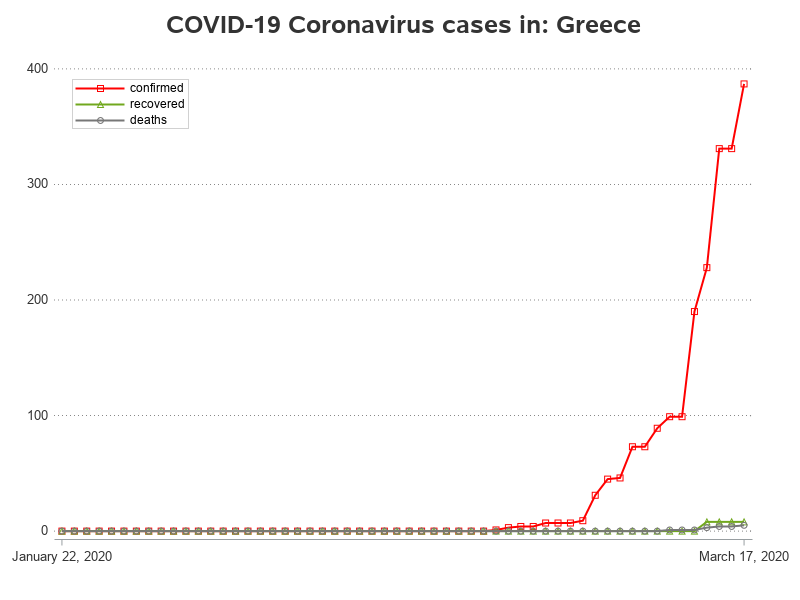 COVID-19 Coronavirus cases in: Greece
400
confirmed
recovered
deaths
300
200
100
0
January 22, 2020
March 17, 2020